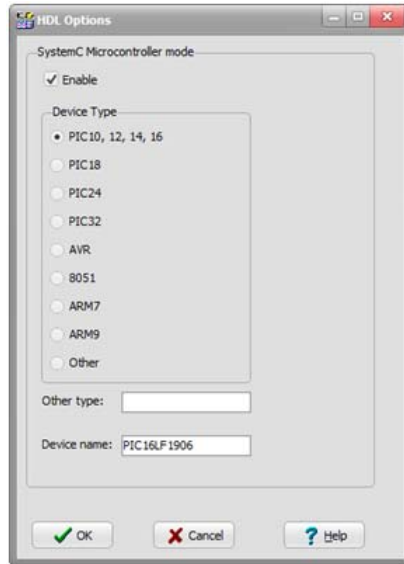 HDL Options
SystemC Microcontroller mode
Enable
Device Type
PIC10, 12, 14, 16
PIC18
PIC24
PIC32
AVR
8051
ARM7
ARM9
Other
Other type:
Device name: PIC16LF1906
OK Cancel Help